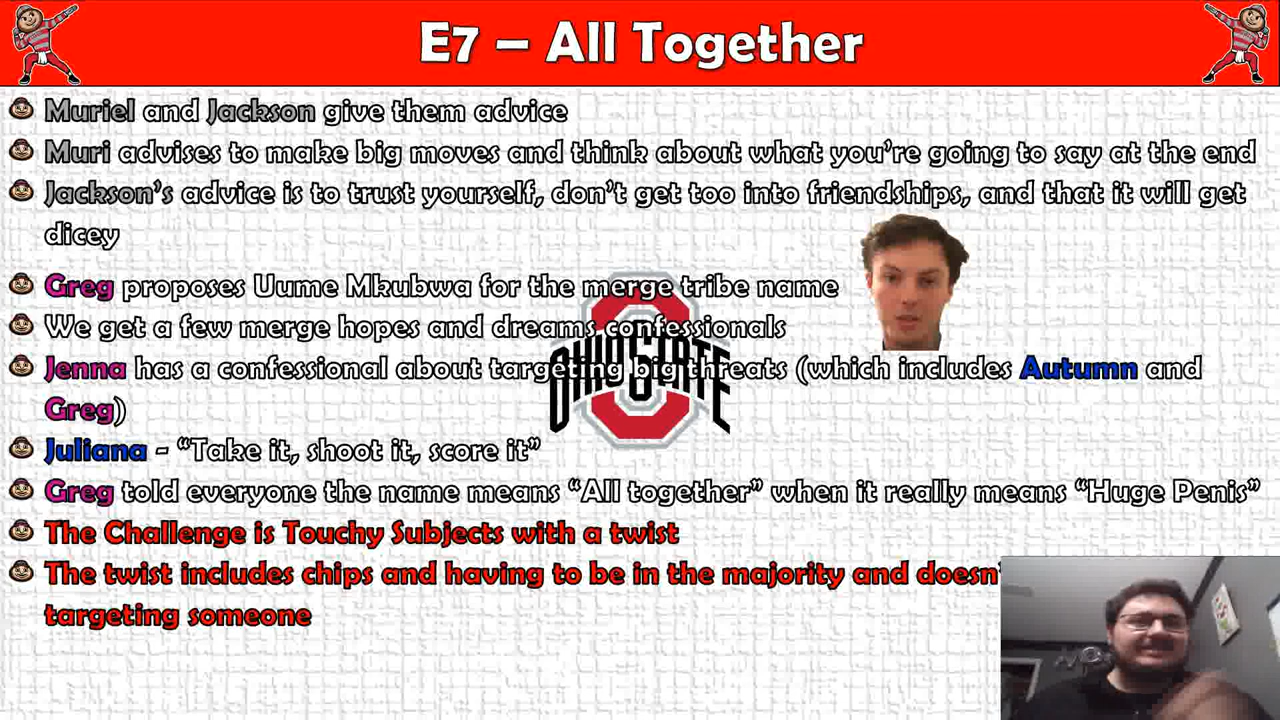 E7 – All Together
Muriel and Jackson give them advice
Muri advises to make big moves and think about what you're going to say at the end
Jackson's advice is to trust yourself, don't get too into friendships, and that it will get
dicey
Greg proposes Uume Mkubwa for the merge tribe name
We get a few merge hopes and dreams confessionals
Jenna has a confessional about targeting big threats (which includes Autumn and
Greg)
Juliana - “Take it, shoot it, score it”
Greg told everyone the name means “All together” when it really means “Huge Penis”
The Challenge is Touchy Subjects with a twist
The twist includes chips and having to be in the majority and doesn'
targeting someone
OHIO STATE